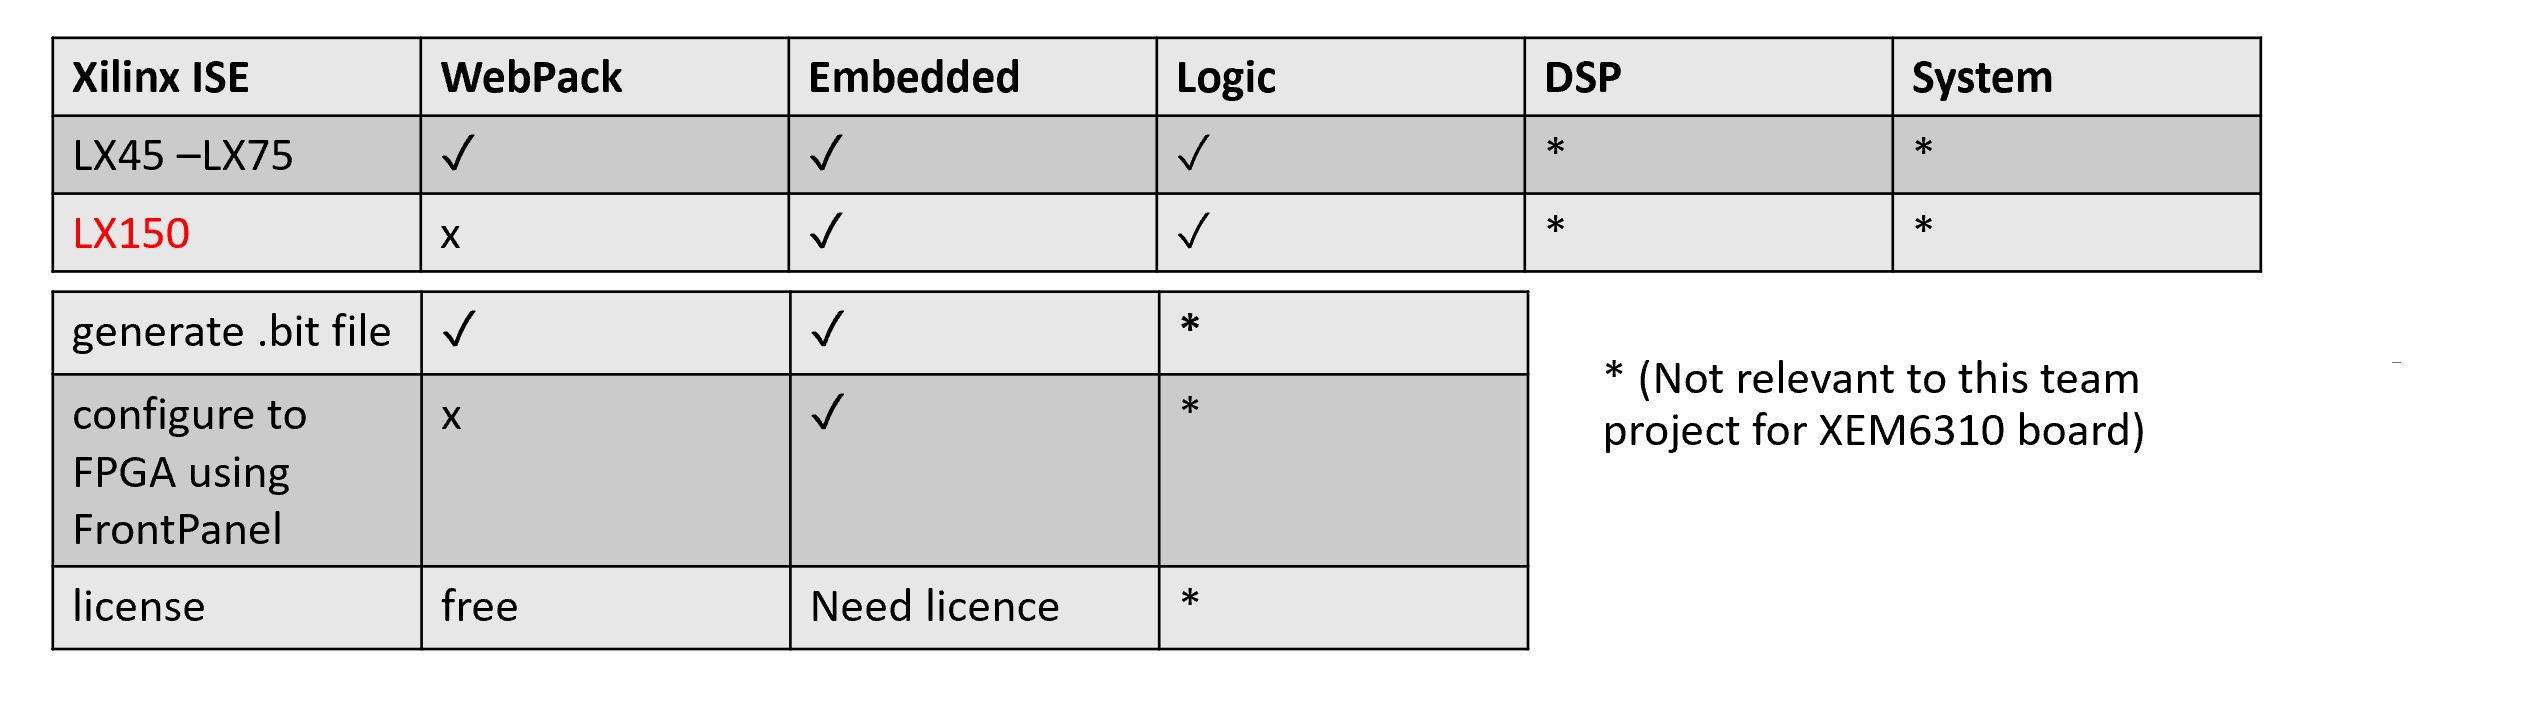 Xilinx ISE WebPack Embedded Logic DSP System
LX45 –LX75 ✓ ✓ ✓ * *
LX150 x ✓ ✓ * *
generate .bit file ✓ ✓ *
configure to x ✓ *
FPGA using
FrontPanel
license free Need licence *
* (Not relevant to this team
project for XEM6310 board)